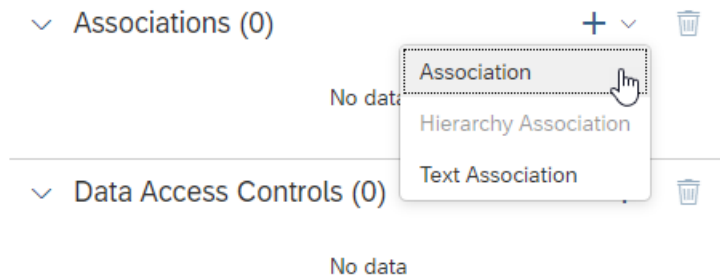 Associations (0)
Association
No data
Hierarchy Association
Text Association
Data Access Controls (0)
No data